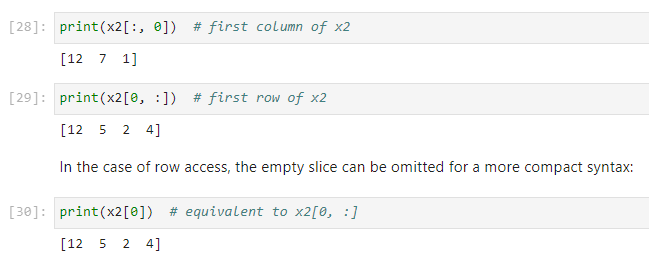 [28]: print(x2[:, 0])  # first column of x2
[12  7  1]
[29]: print(x2[0, :])  # first row of x2
[12  5  2  4]
In the case of row access, the empty slice can be omitted for a more compact syntax:
[30]: print(x2[0])  # equivalent to x2[0, :]
[12  5  2  4]